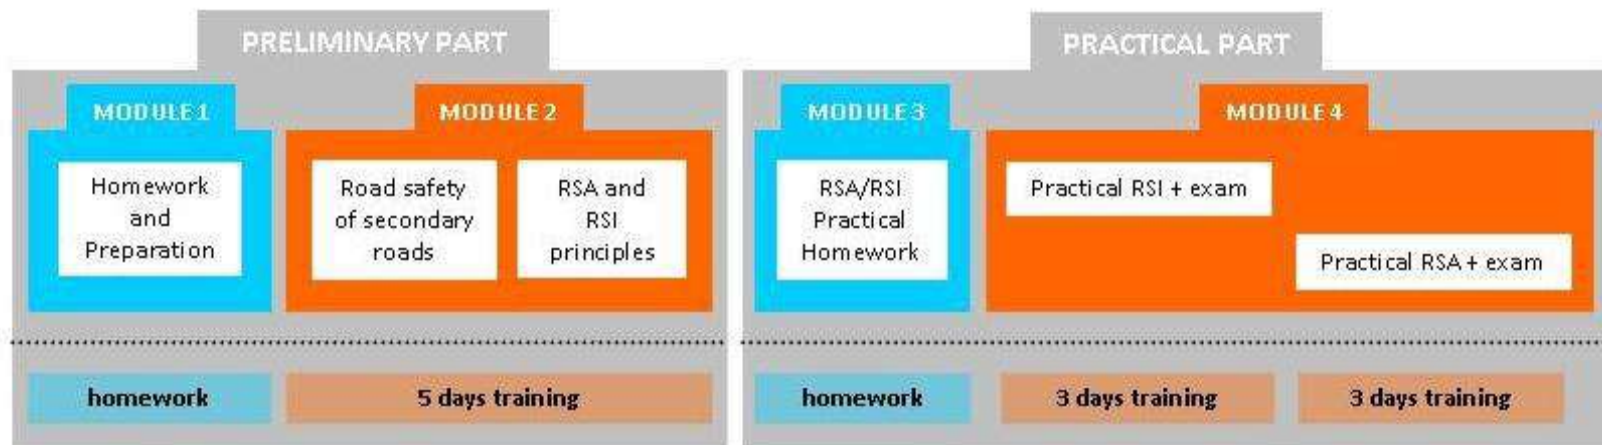 PRELIMINARY PART
MODULE 1
Homework
and
Preparation
MODULE 2
Road safety
of secondary
roads
RSA and
RSI
principles
homework
5 days training
PRACTICAL PART
MODULE 3
RSA/RSI
Practical
Homework
MODULE 4
Practical RSI + exam
Practical RSA + exam
homework
3 days training
3 days training